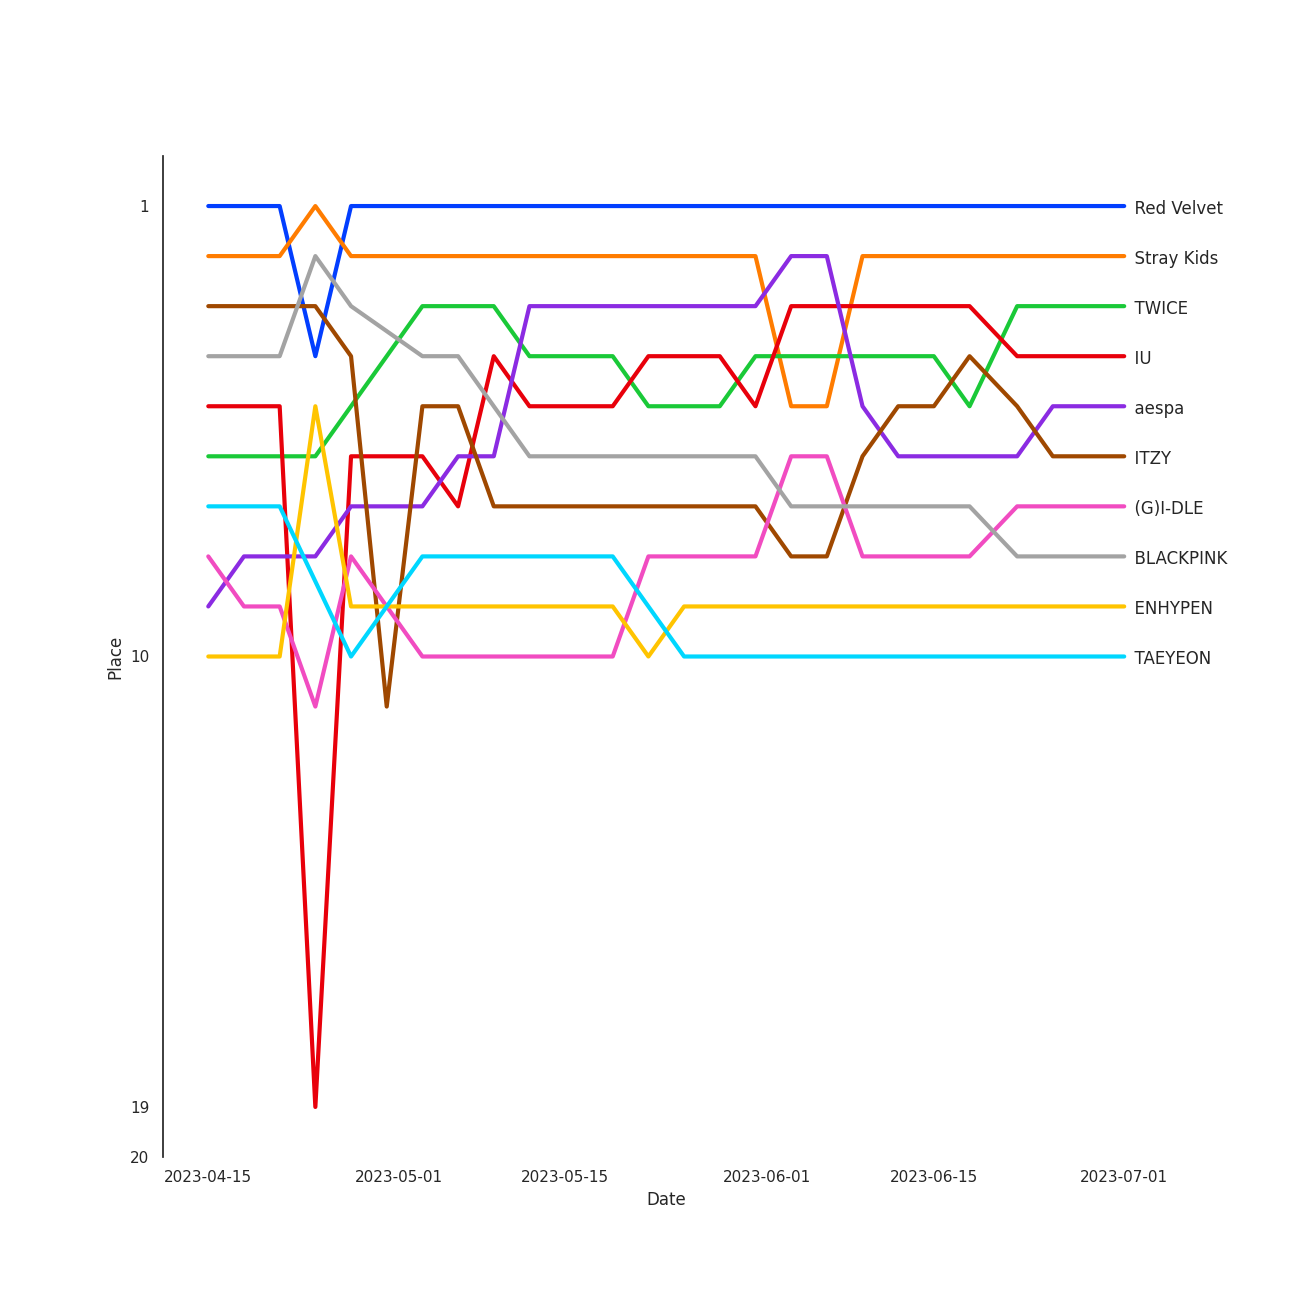 1
10
19
20
Place
Red Velvet
Stray Kids
TWICE
IU
aespa
ITZY
(G)I-DLE
BLACKPINK
ENHYPEN
TAEYEON
2023-04-15 2023-05-01 2023-05-15 2023-06-01 2023-06-15 2023-07-01
Date